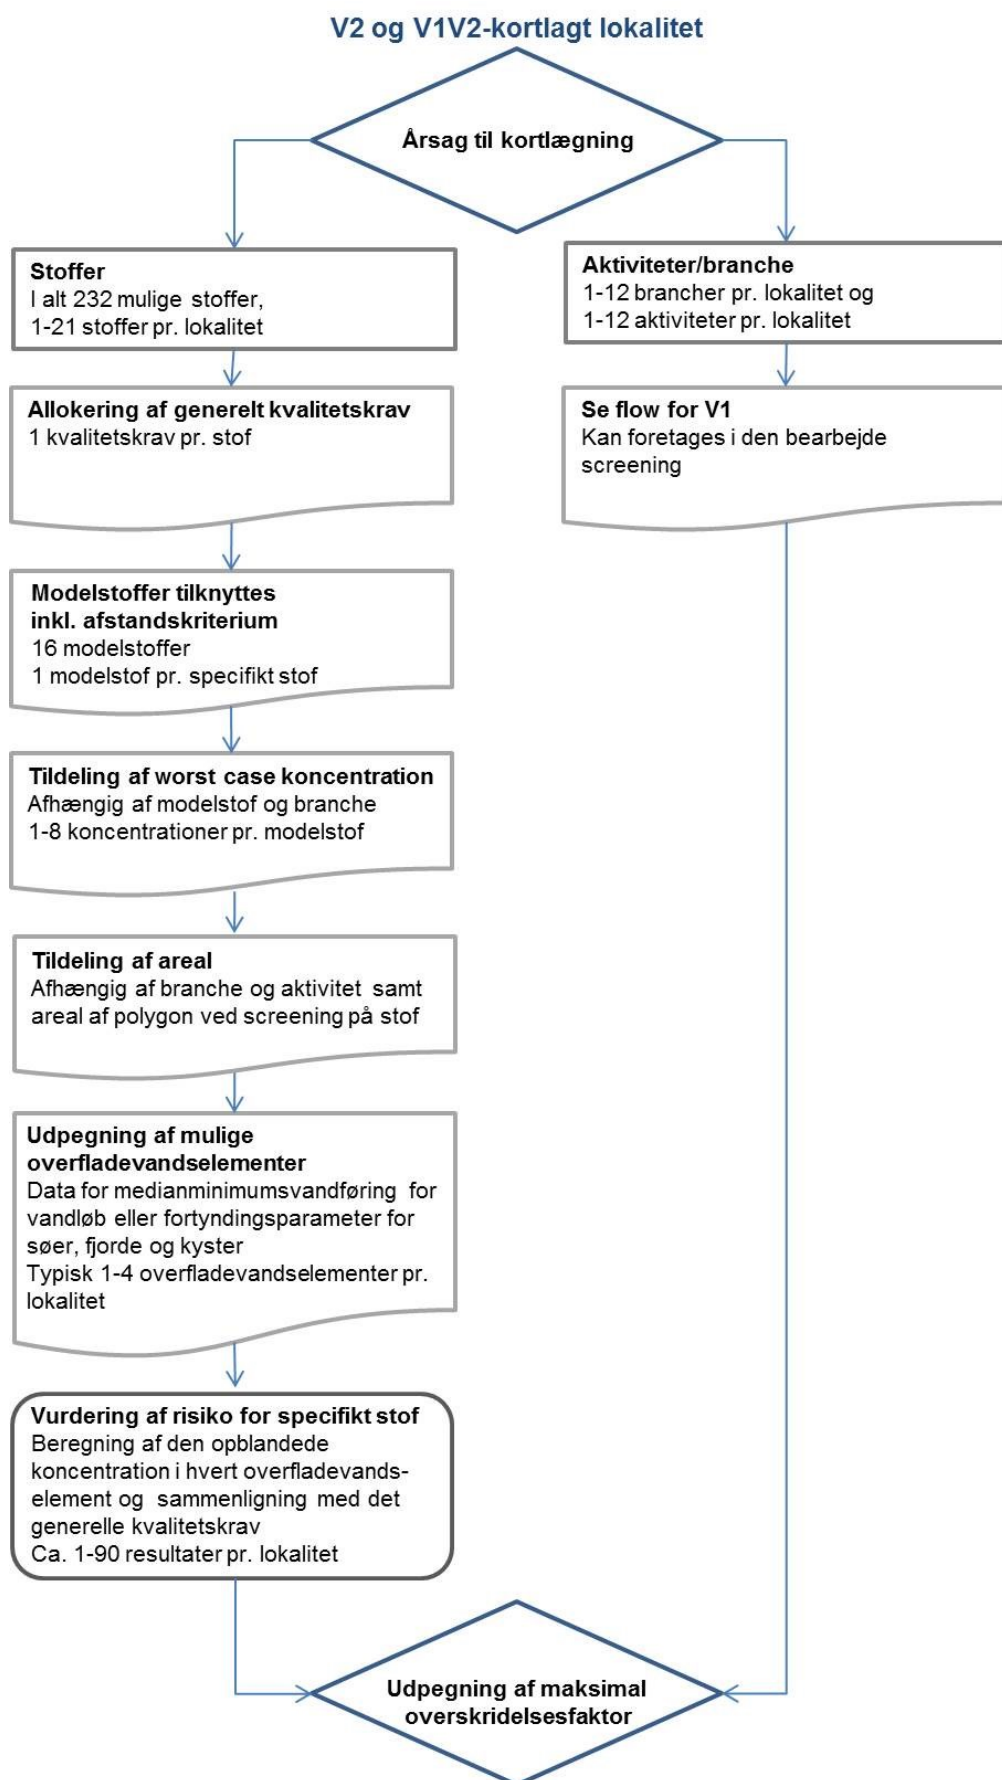 V2 og V1V2-kortlagt lokalitet
Årsag til kortlægning
Stoffer
I alt 232 mulige stoffer,
1-21 stoffer pr. lokalitet
Aktiviteter/branche
1-12 brancher pr. lokalitet og
1-12 aktiviteter pr. lokalitet
Allokering af generelt kvalitetskrav
1 kvalitetskrav pr. stof
Se flow for V1
Kan foretages i den bearbejde
screening
Modelstoffer tilknyttes
inkl. afstandskriterium
16 modelstoffer
1 modelstof pr. specifikt stof
Tildeling af worst case koncentration
Afhængig af modelstof og branche
1-8 koncentrationer pr. modelstof
Tildeling af areal
Afhængig af branche og aktivitet samt
areal af polygon ved screening på stof
Udpegning af mulige
overfladevandselementer
Data for medianminimumsvandføring for
vandløb eller fortyndingsparameter for
søer, fjorde og kyster
Typisk 1-4 overfladevandselementer pr.
lokalitet
Vurdering af risiko for specifikt stof
Beregning af den opblandede
koncentration i hvert overfladevands-
element og sammenligning med det
generelle kvalitetskrav
Ca. 1-90 resultater pr. lokalitet
Udpegning af maksimal
overskridelsesfaktor